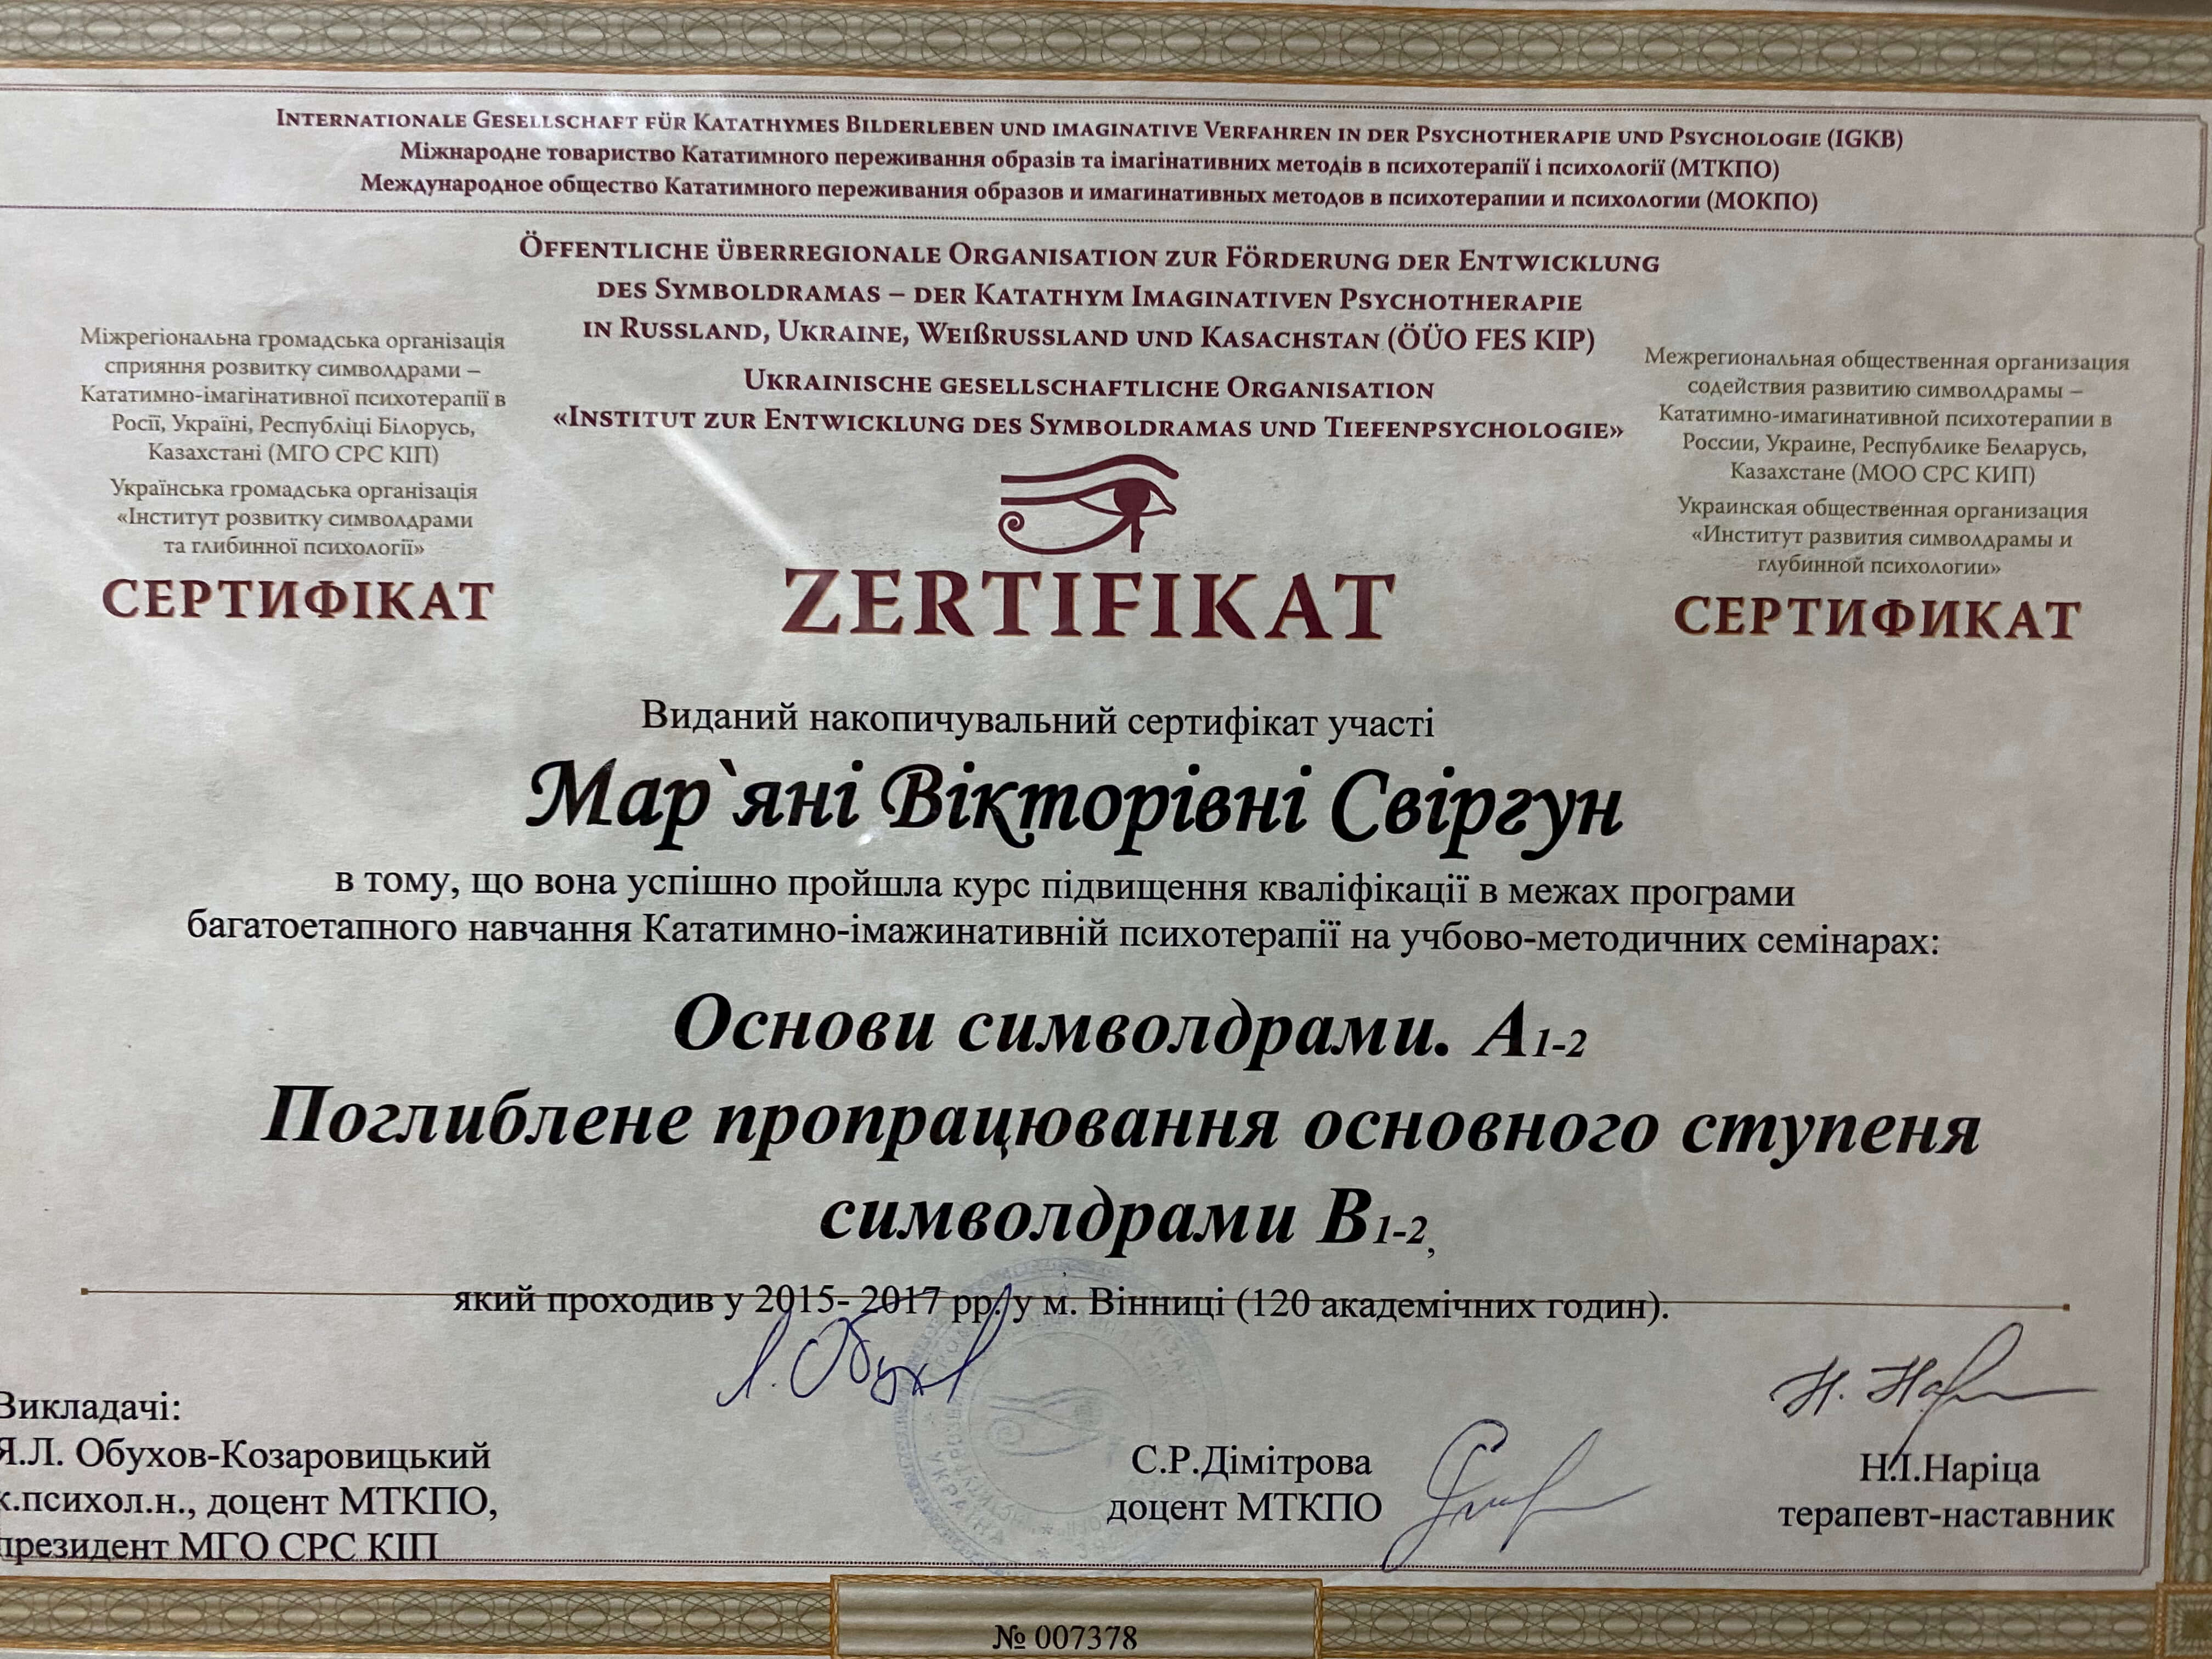 Internationale Gesellschaft für Katathymes Bilderleben und imaginative Verfahren in der Psychotherapie und Psychologie (IGKB)
Міжнародне товариство Кататимного переживання образів та імагінативних методів в психотерапії і психології (МТКПО)
Международное общество Кататимного переживания образов и имагинативных методов в психотерапии и психологии (МОКПО)
Öffentliche überregionale Organisation zur Förderung der Entwicklung
des Symboldramas – der Katathym Imaginativen Psychotherapie
in Russland, Ukraine, Weißrussland und Kasachstan (ÖÜO FES KIP)
Ukrainische gesellschaftliche Organisation
«Institut zur Entwicklung des Symboldramas und Tiefenpsychologie»
Міжрегіональна громадська організація
сприяння розвитку символдрами –
Кататимно-імагінативної психотерапії в
Росії, Україні, Республіці Білорусь,
Казахстані (МГО СРС КІП)
Українська громадська організація
«Інститут розвитку символдрами
та глибинної психології»
СЕРТИФІКАТ
ZERTIFIKAT
Межрегиональная общественная организация
содействия развитию символдрамы –
Кататимно-имагинативной психотерапии в
России, Украине, Республике Беларусь,
Казахстане (МОО СРС КИП)
Украинская общественная организация
«Институт развития символдрамы и
глубинной психологии»
СЕРТИФИКАТ
Виданий накопичувальний сертифікат участі
Мар`яні Вікторівні Свіргун
в тому, що вона успішно пройшла курс підвищення кваліфікації в межах програми
багатоетапного навчання Кататимно-імажинативній психотерапії на учбово-методичних семінарах:
Основи символдрами. А1-2
Поглиблене пропрацювання основного ступеня
символдрами В1-2,
який проходив у 2015- 2017 рр. у м. Вінниці (120 академічних годин).
Викладачі:
Я.Л. Обухов-Козаровицький
к.психол.н., доцент МТКПО,
президент МГО СРС КІП
С.Р.Дімітрова
доцент МТКПО
Н.І.Наріца
терапевт-наставник
УКРАЇНА
№ 007378